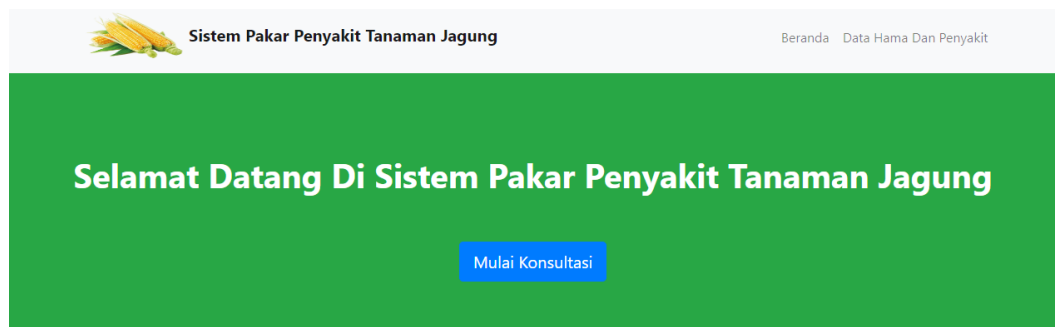 Sistem Pakar Penyakit Tanaman Jagung
Beranda Data Hama Dan Penyakit
Selamat Datang Di Sistem Pakar Penyakit Tanaman Jagung
Mulai Konsultasi